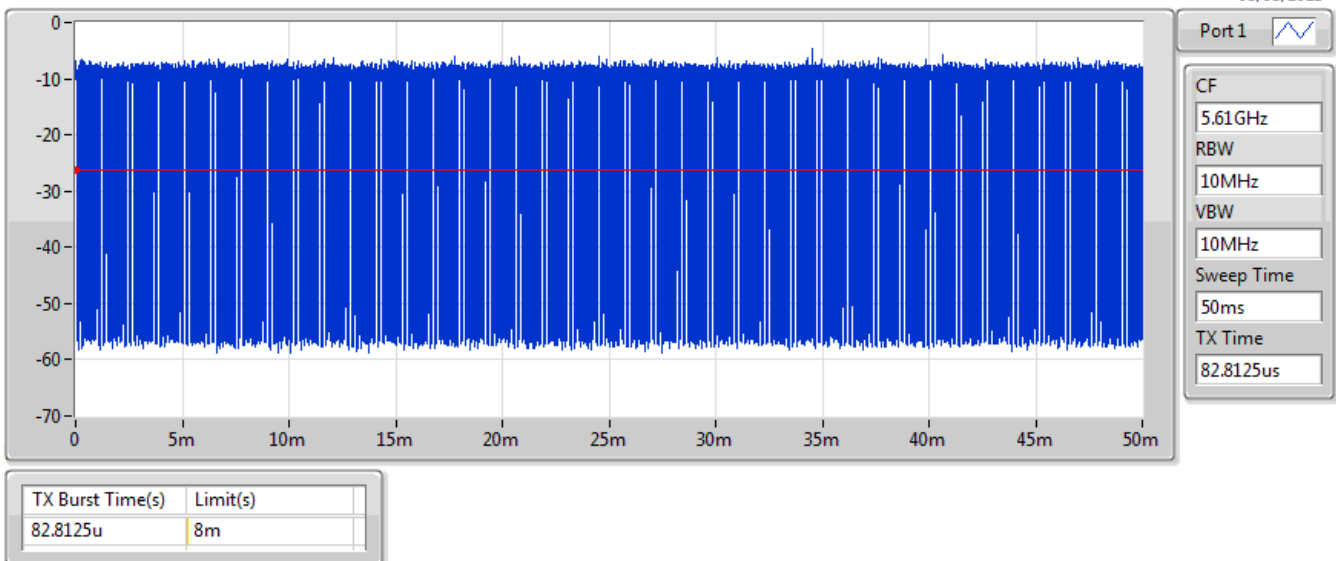 0
-10
-20
-30
-40
-50
-60
-70
0 5m 10m 15m 20m 25m 30m 35m 40m 45m 50m
Port 1
CF
5.61GHz
RBW
10MHz
VBW
10MHz
Sweep Time
50ms
TX Time
82.8125us
TX Burst Time(s) Limit(s)
82.8125u 8m